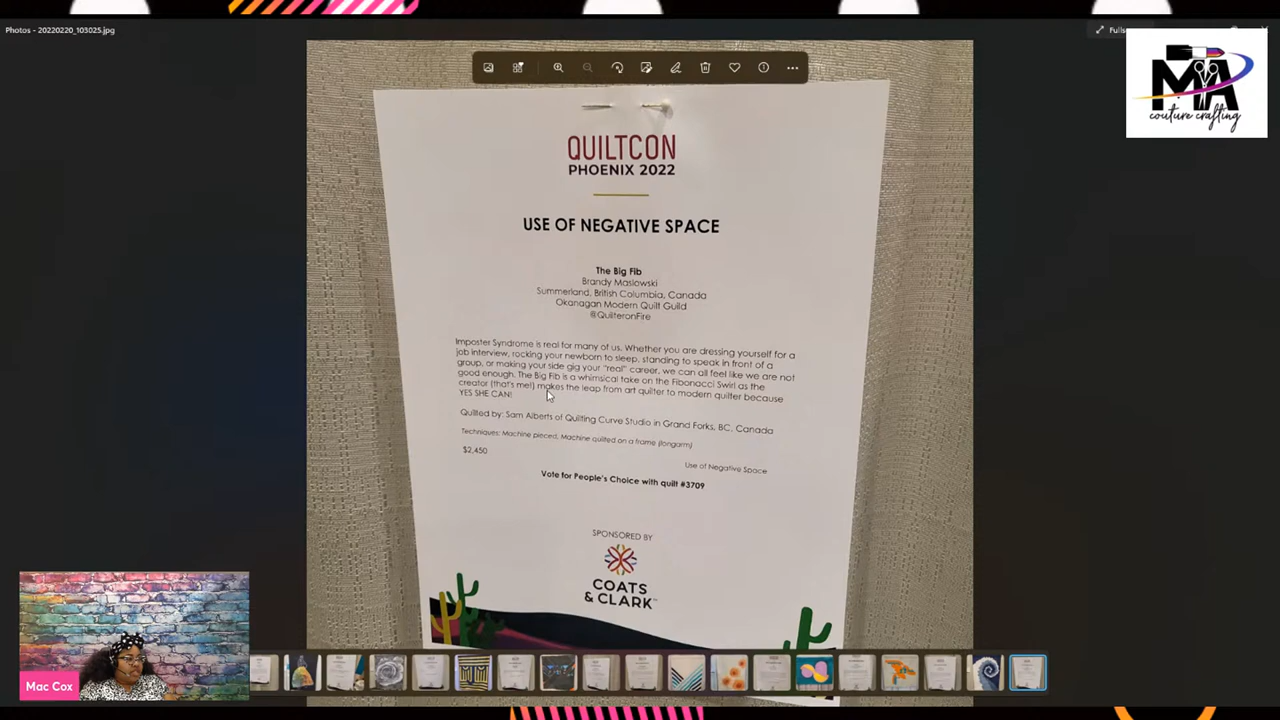 Photos - 20220220_103025.jpg
Fulls
MA
couture crafting
QUILTCON
PHOENIX 2022
USE OF NEGATIVE SPACE
The Big Fib
Brandy Maslowski
Summerland, British Columbia, Canada
Okanagan Modern Quilt Guild
@QuilteronFire
Imposter Syndrome is real for many of us. Whether you are dressing yourself for a
job interview, rocking your newborn to sleep, standing to speak in front of a
group, or making your side gig your "real" career, we can all feel like we are not
good enough. The Big Fib is a whimsical take on the Fibonacci Swirl as the
creator (that's me!) makes the leap from art quilter to modern quilter because
YES SHE CAN!
Quilted by: Sam Alberts of Quilting Curve Studio in Grand Forks, BC, Canada
Techniques: Machine pieced, Machine quilted on a frame (longarm)
$2,450
Use of Negative Space
Vote for People's Choice with quilt #3709
SPONSORED BY
COATS
& CLARK
Mac Cox